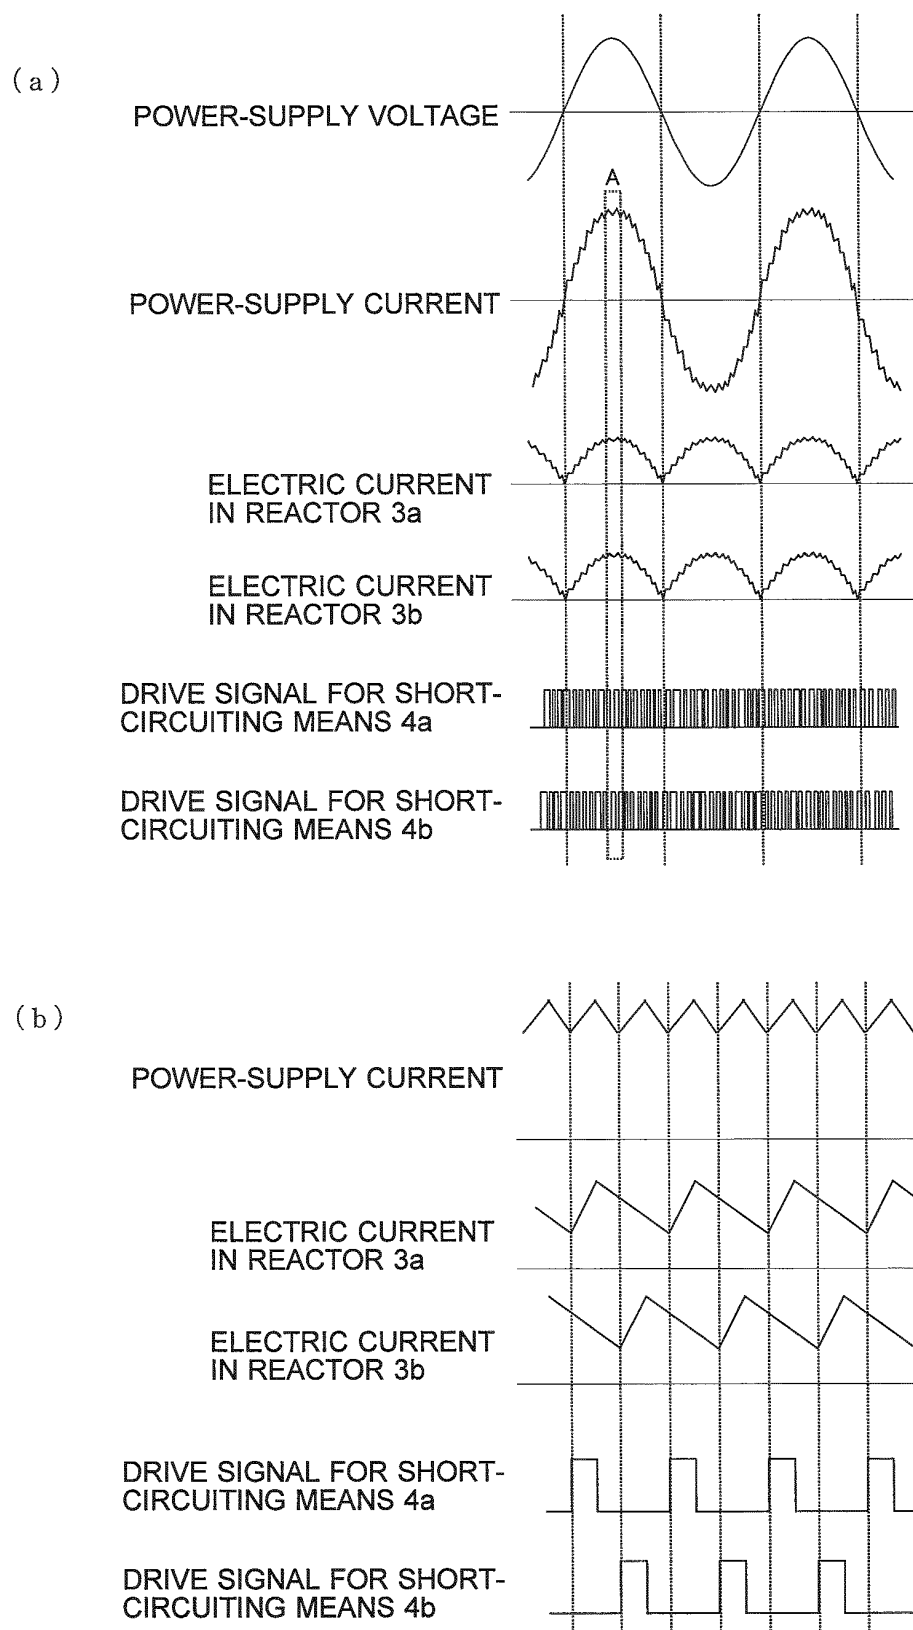 (a)
POWER-SUPPLY VOLTAGE
A
POWER-SUPPLY CURRENT
ELECTRIC CURRENT
IN REACTOR 3a
ELECTRIC CURRENT
IN REACTOR 3b
DRIVE SIGNAL FOR SHORT-
CIRCUITING MEANS 4a
DRIVE SIGNAL FOR SHORT-
CIRCUITING MEANS 4b
(b)
POWER-SUPPLY CURRENT
ELECTRIC CURRENT
IN REACTOR 3a
ELECTRIC CURRENT
IN REACTOR 3b
DRIVE SIGNAL FOR SHORT-
CIRCUITING MEANS 4a
DRIVE SIGNAL FOR SHORT-
CIRCUITING MEANS 4b